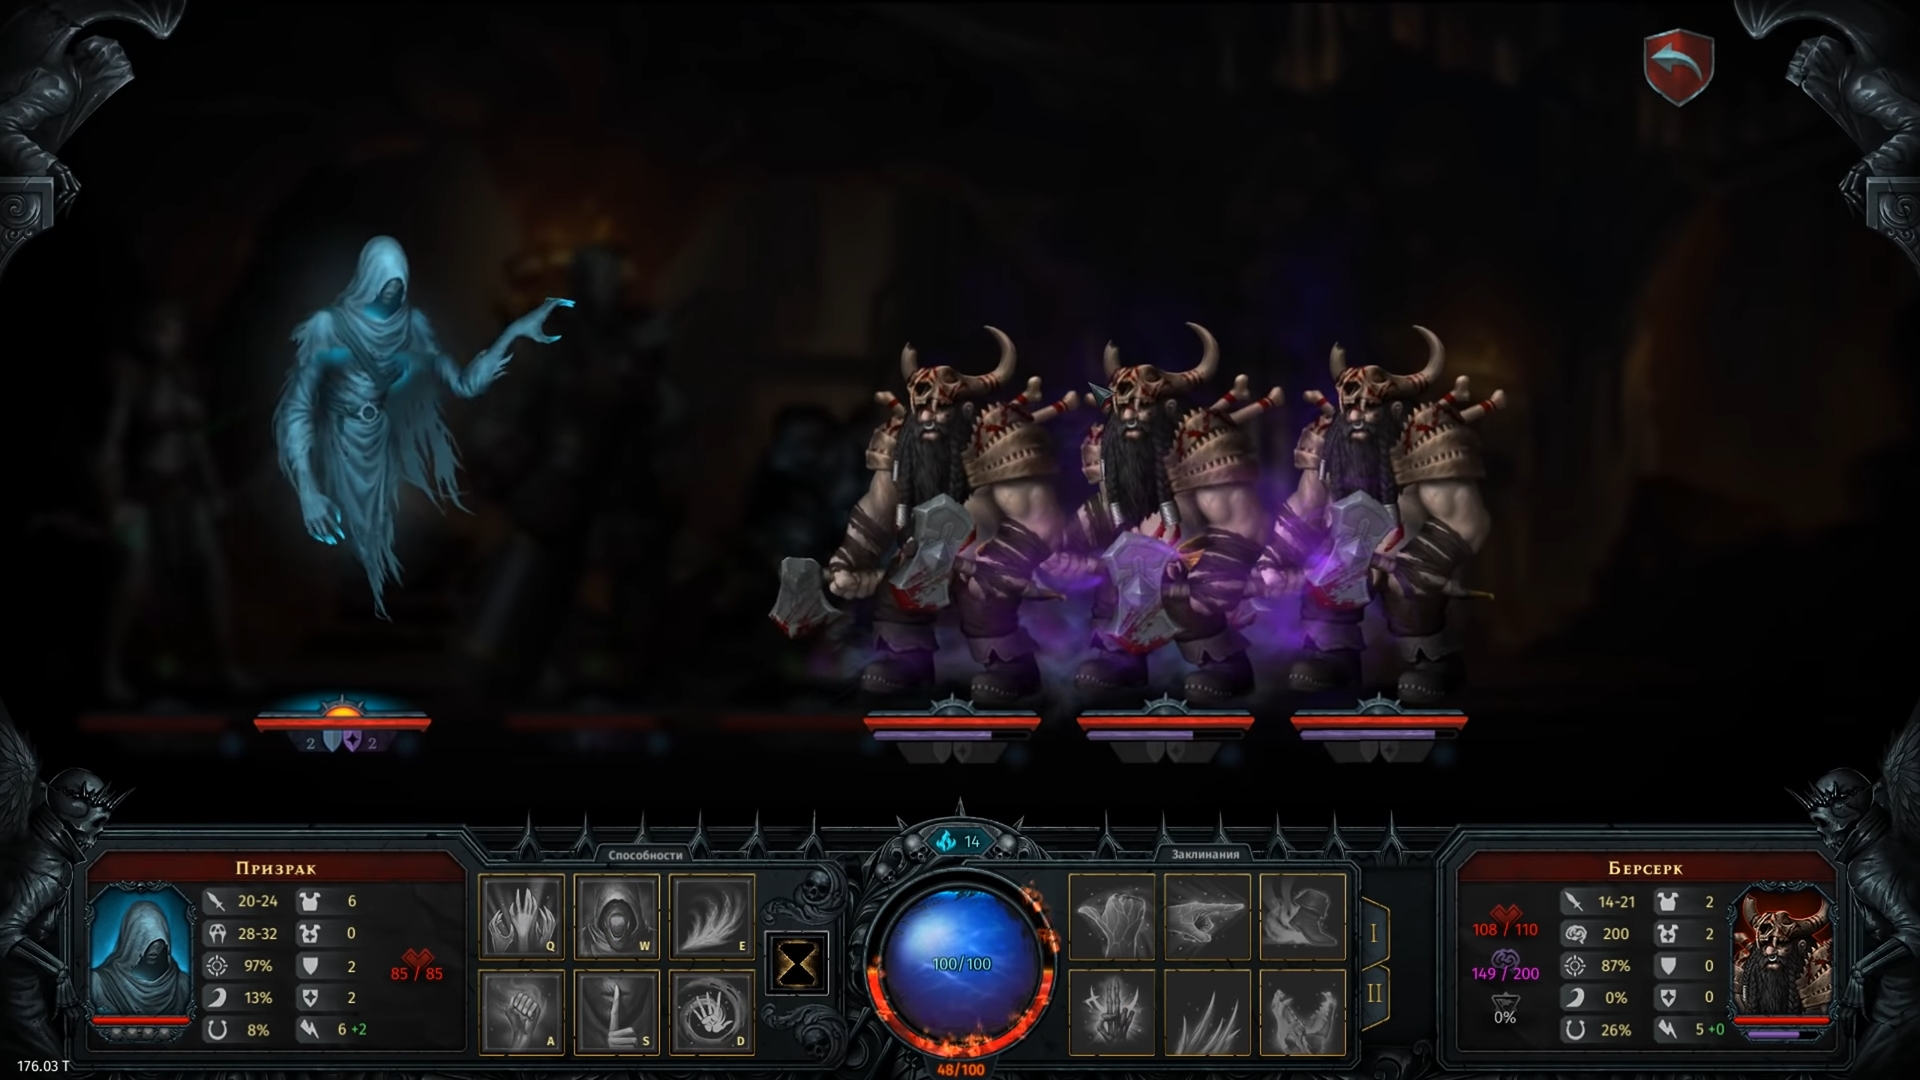 2 2
14
Способности
Заклинания
Призрак
20-24 6
28-32 0
97% 2
13% 2
8% 6 +2
85 / 85
Q W E
A S D
100/100
48/100
I
II
Берсерк
108 / 110
149 / 200
0%
14-21 2
200 2
87% 0
0% 0
26% 5 +0
176.03 T